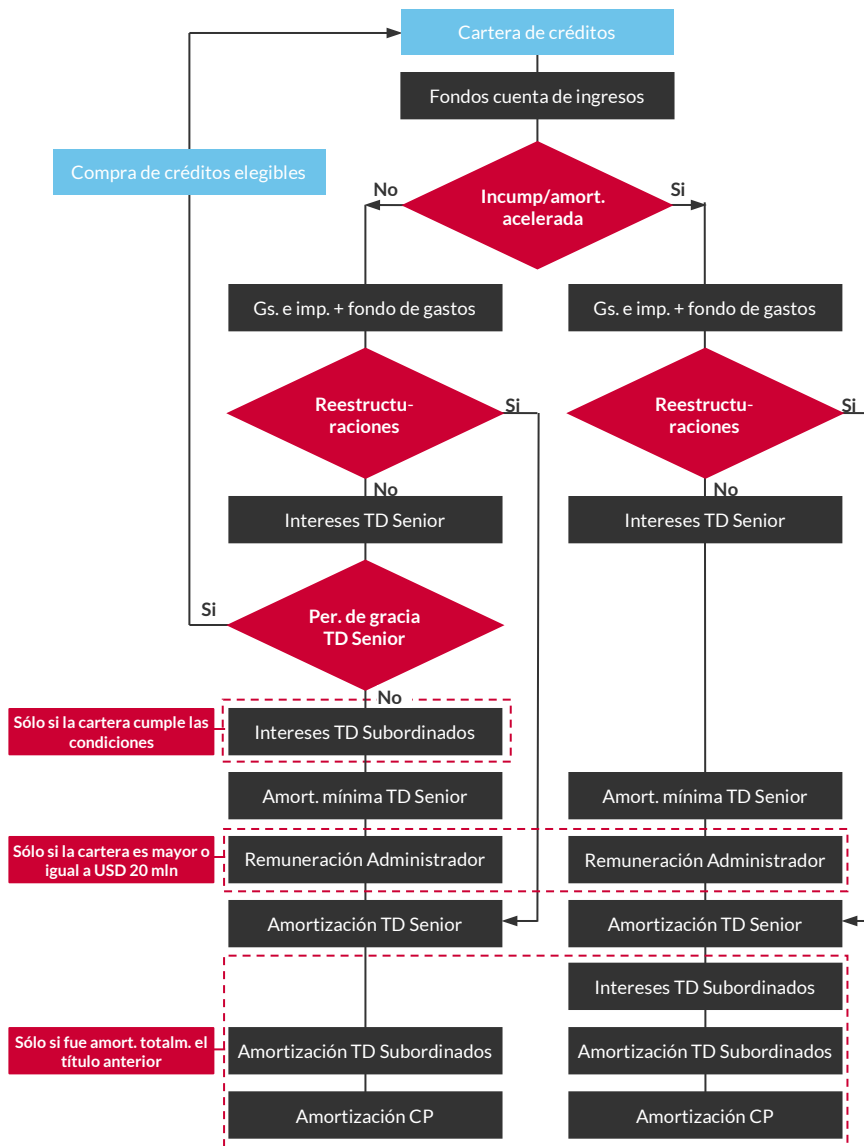 Cartera de créditos
Fondos cuenta de ingresos
Compra de créditos elegibles
No
Incump/amort.
acelerada
Si
Gs. e imp. + fondo de gastos
Gs. e imp. + fondo de gastos
Reestructu-
raciones
Si
Reestructu-
raciones
Si
No
No
Intereses TD Senior
Intereses TD Senior
Si
Per. de gracia
TD Senior
No
Sólo si la cartera cumple las
condiciones
Intereses TD Subordinados
Amort. mínima TD Senior
Amort. mínima TD Senior
Sólo si la cartera es mayor o
igual a USD 20 mln
Remuneración Administrador
Remuneración Administrador
Amortización TD Senior
Amortización TD Senior
Intereses TD Subordinados
Sólo si fue amort. totalm. el
título anterior
Amortización TD Subordinados
Amortización TD Subordinados
Amortización CP
Amortización CP